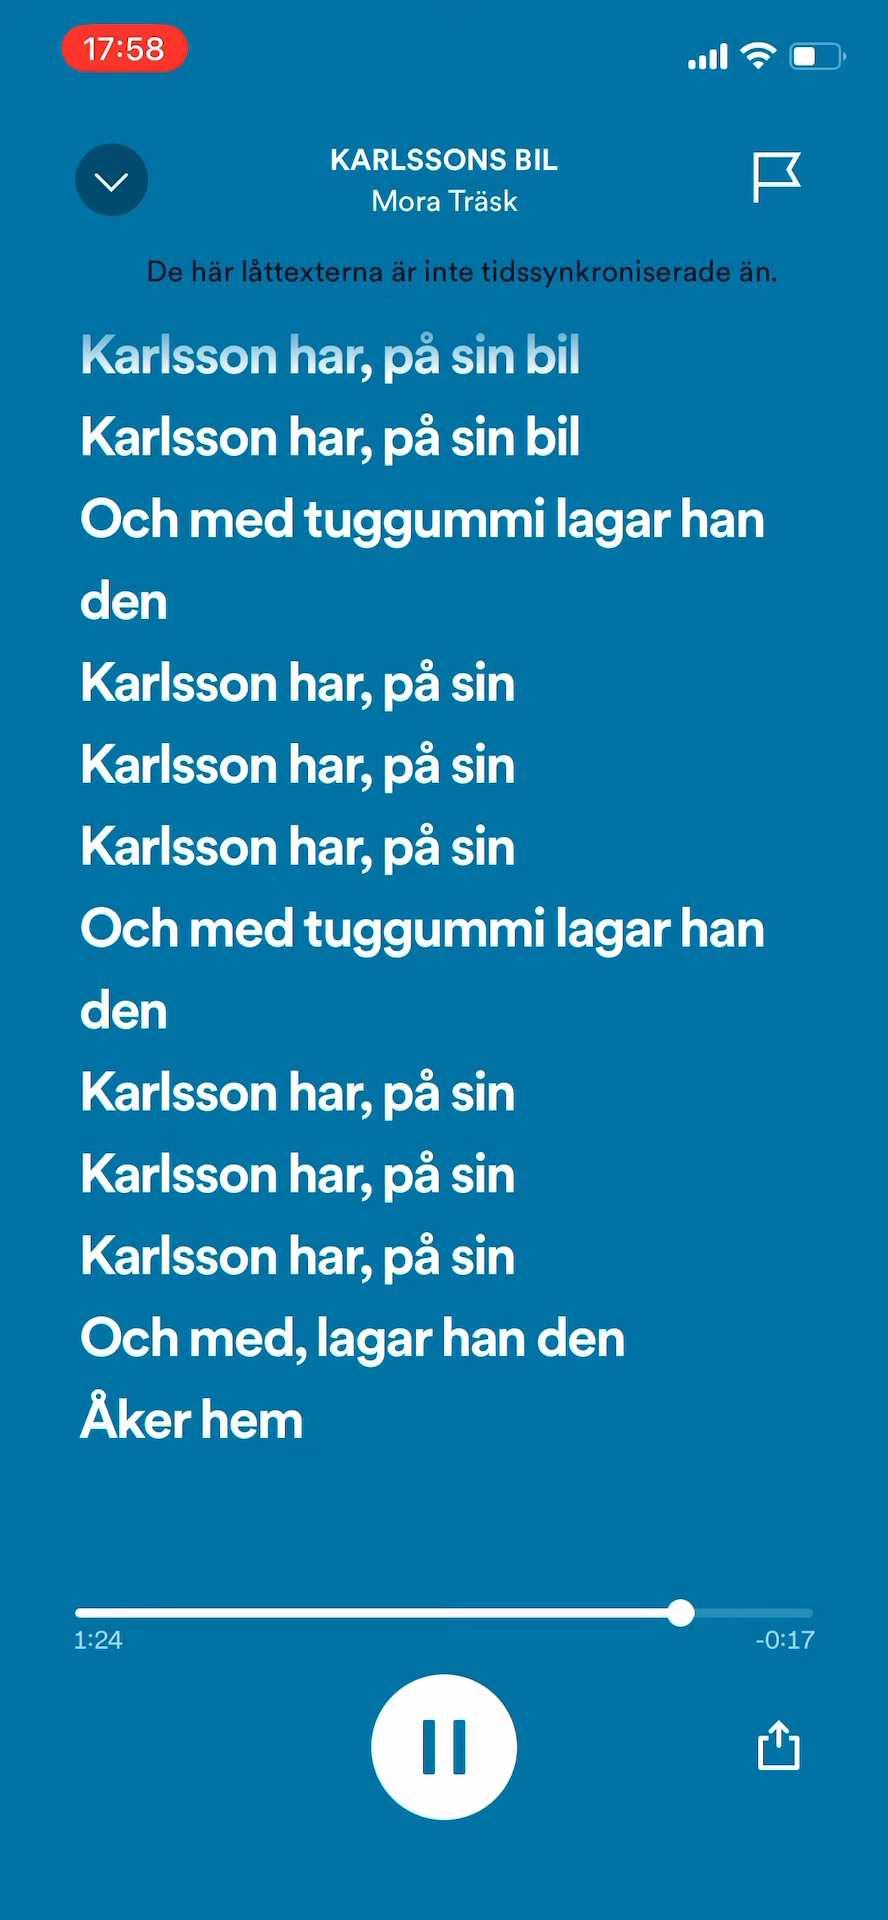 17:58
KARLSSONS BIL
Mora Träsk
De här låttexterna är inte tidssynkroniserade än.
Karlsson har, på sin bil
Karlsson har, på sin bil
Och med tuggummi lagar han
den
Karlsson har, på sin
Karlsson har, på sin
Karlsson har, på sin
Och med tuggummi lagar han
den
Karlsson har, på sin
Karlsson har, på sin
Karlsson har, på sin
Och med, lagar han den
Åker hem
1:24
-0:17